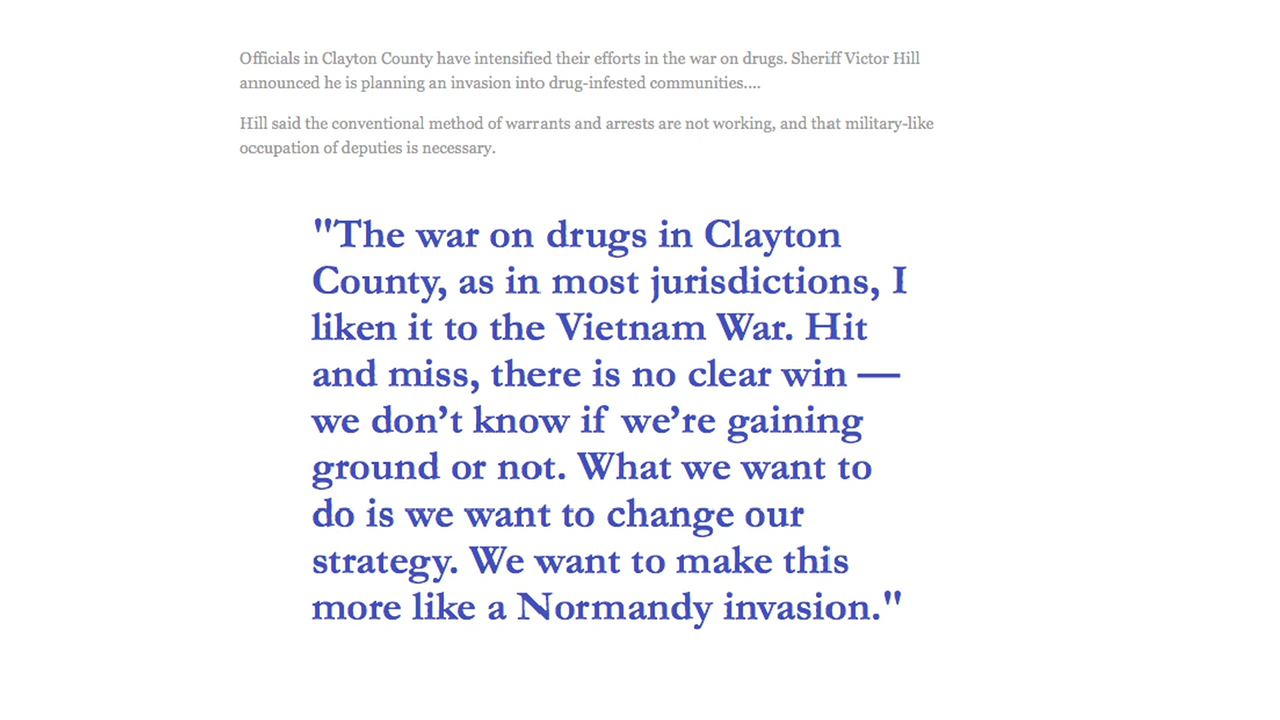 Officials in Clayton County have intensified their efforts in the war on drugs. Sheriff Victor Hill
announced he is planning an invasion into drug-infested communities....
Hill said the conventional method of warrants and arrests are not working, and that military-like
occupation of deputies is necessary.
"The war on drugs in Clayton
County, as in most jurisdictions, I
liken it to the Vietnam War. Hit
and miss, there is no clear win —
we don’t know if we’re gaining
ground or not. What we want to
do is we want to change our
strategy. We want to make this
more like a Normandy invasion."